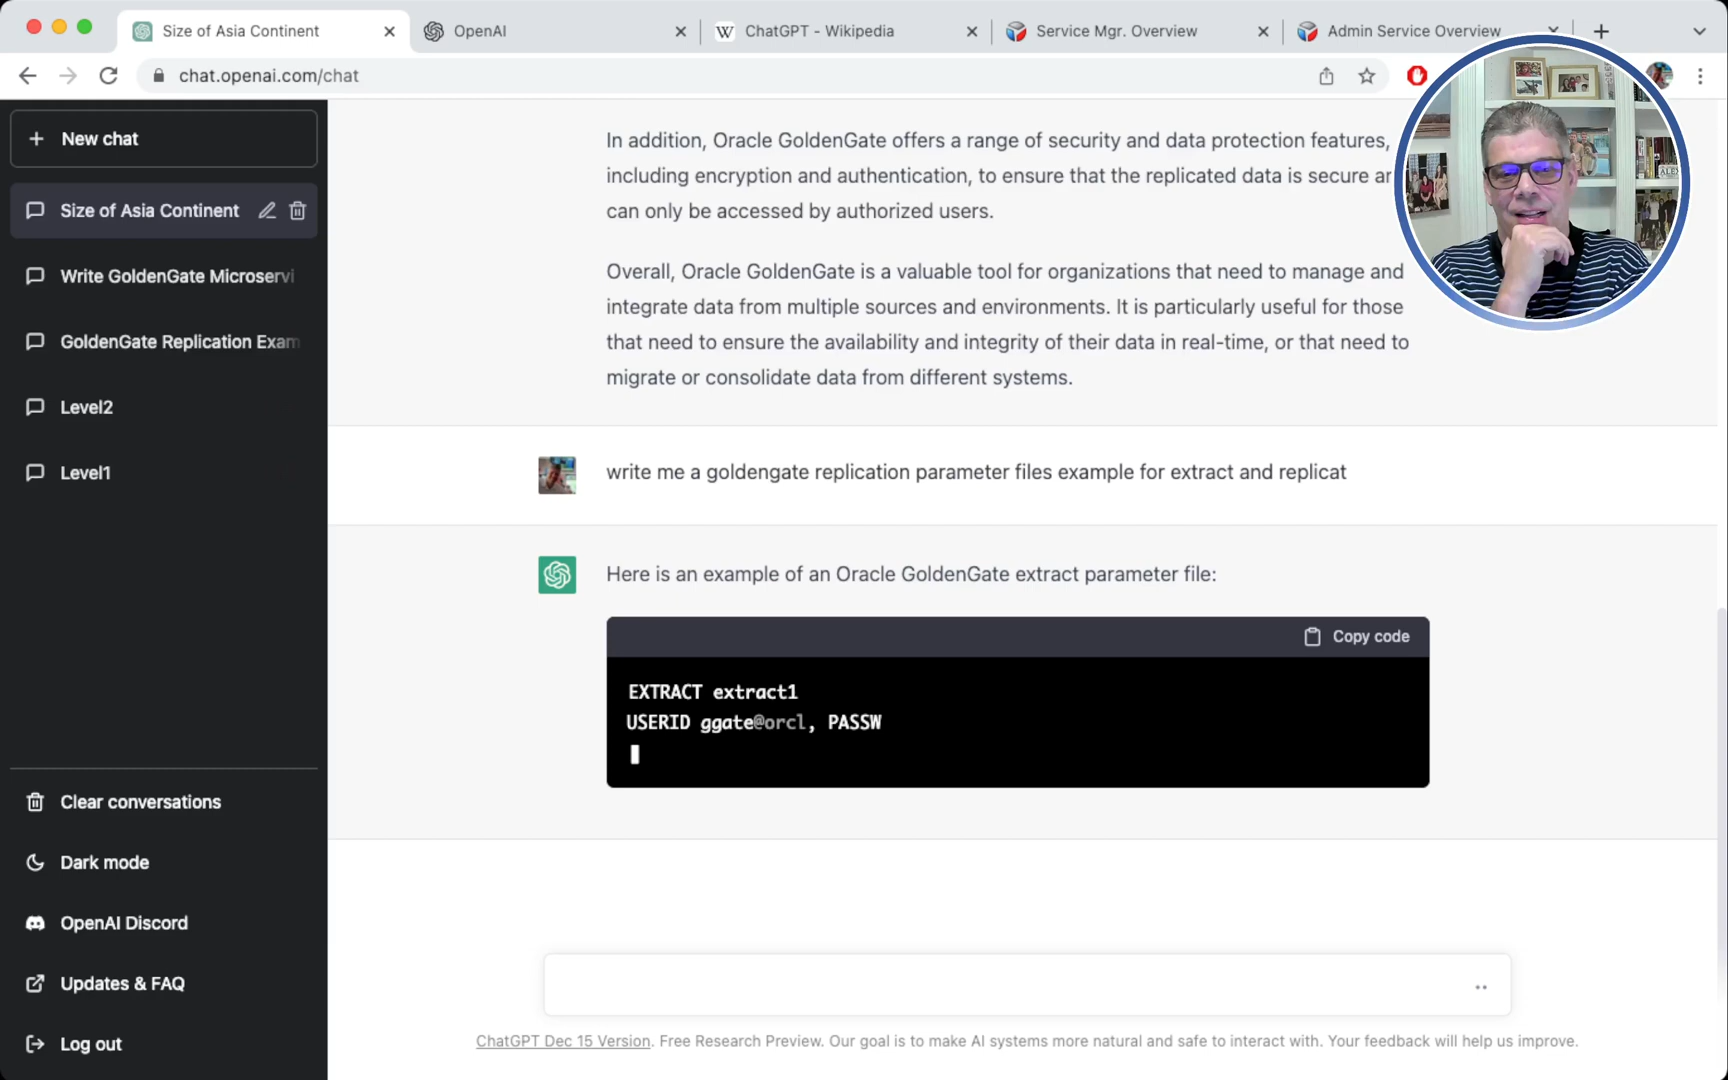 Size of Asia Continent
OpenAI
ChatGPT - Wikipedia
Service Mgr. Overview
Admin Service Overview
chat.openai.com/chat
New chat
Size of Asia Continent
Write GoldenGate Microservi
GoldenGate Replication Exam
Level2
Level1
Clear conversations
Dark mode
OpenAI Discord
Updates & FAQ
Log out
In addition, Oracle GoldenGate offers a range of security and data protection features,
including encryption and authentication, to ensure that the replicated data is secure ar
can only be accessed by authorized users.
Overall, Oracle GoldenGate is a valuable tool for organizations that need to manage and
integrate data from multiple sources and environments. It is particularly useful for those
that need to ensure the availability and integrity of their data in real-time, or that need to
migrate or consolidate data from different systems.
write me a goldengate replication parameter files example for extract and replicat
Here is an example of an Oracle GoldenGate extract parameter file:
Copy code
EXTRACT extract1
USERID ggate@orcl, PASSW
ChatGPT Dec 15 Version. Free Research Preview. Our goal is to make AI systems more natural and safe to interact with. Your feedback will help us improve.